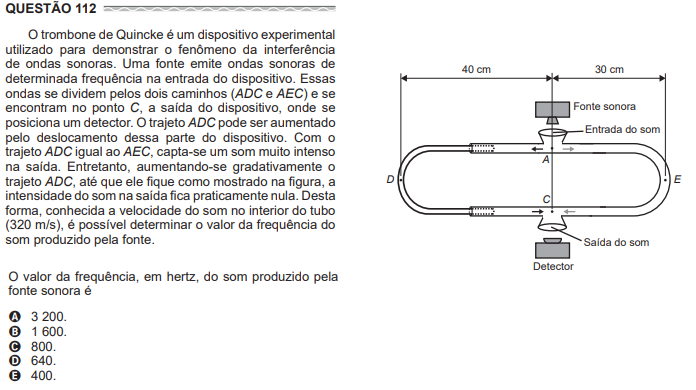 QUESTÃO 112
O trombone de Quincke é um dispositivo experimental
utilizado para demonstrar o fenômeno da interferência
de ondas sonoras. Uma fonte emite ondas sonoras de
determinada frequência na entrada do dispositivo. Essas
ondas se dividem pelos dois caminhos (ADC e AEC) e se
encontram no ponto C, a saída do dispositivo, onde se
posiciona um detector. O trajeto ADC pode ser aumentado
pelo deslocamento dessa parte do dispositivo. Com o
trajeto ADC igual ao AEC, capta-se um som muito intenso
na saída. Entretanto, aumentando-se gradativamente o
trajeto ADC, até que ele fique como mostrado na figura, a
intensidade do som na saída fica praticamente nula. Desta
forma, conhecida a velocidade do som no interior do tubo
(320 m/s), é possível determinar o valor da frequência do
som produzido pela fonte.
40 cm
30 cm
Fonte sonora
Entrada do som
A
D
E
C
Saída do som
Detector
O valor da frequência, em hertz, do som produzido pela
fonte sonora é
A 3 200.
B 1 600.
C 800.
D 640.
E 400.